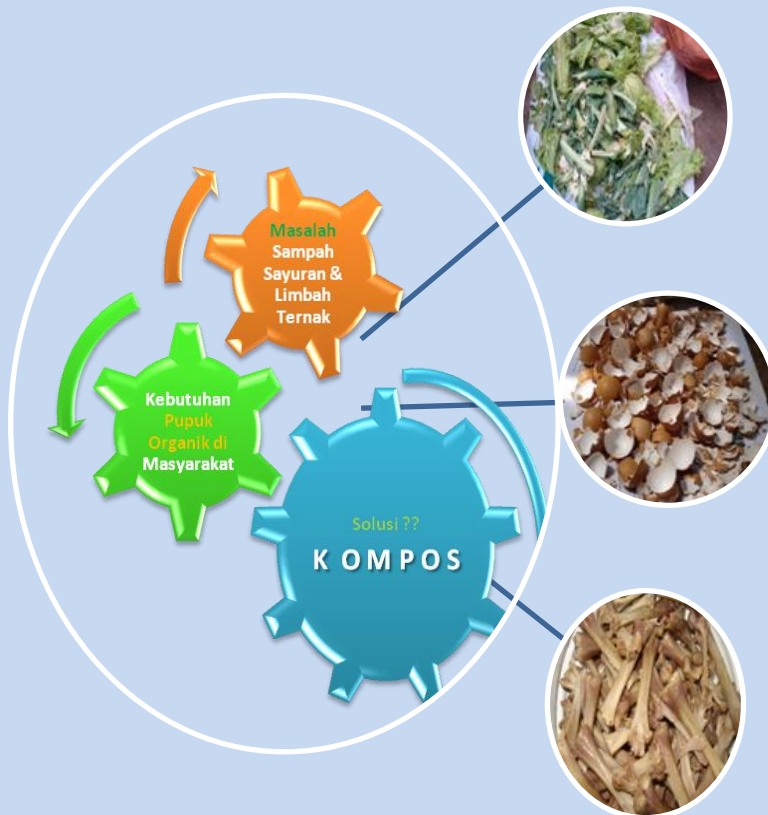 Masalah
Sampah
Sayuran &
Limbah
Ternak
Kebutuhan
Pupuk
Organik di
Masyarakat
Solusi ??
K OMPOS